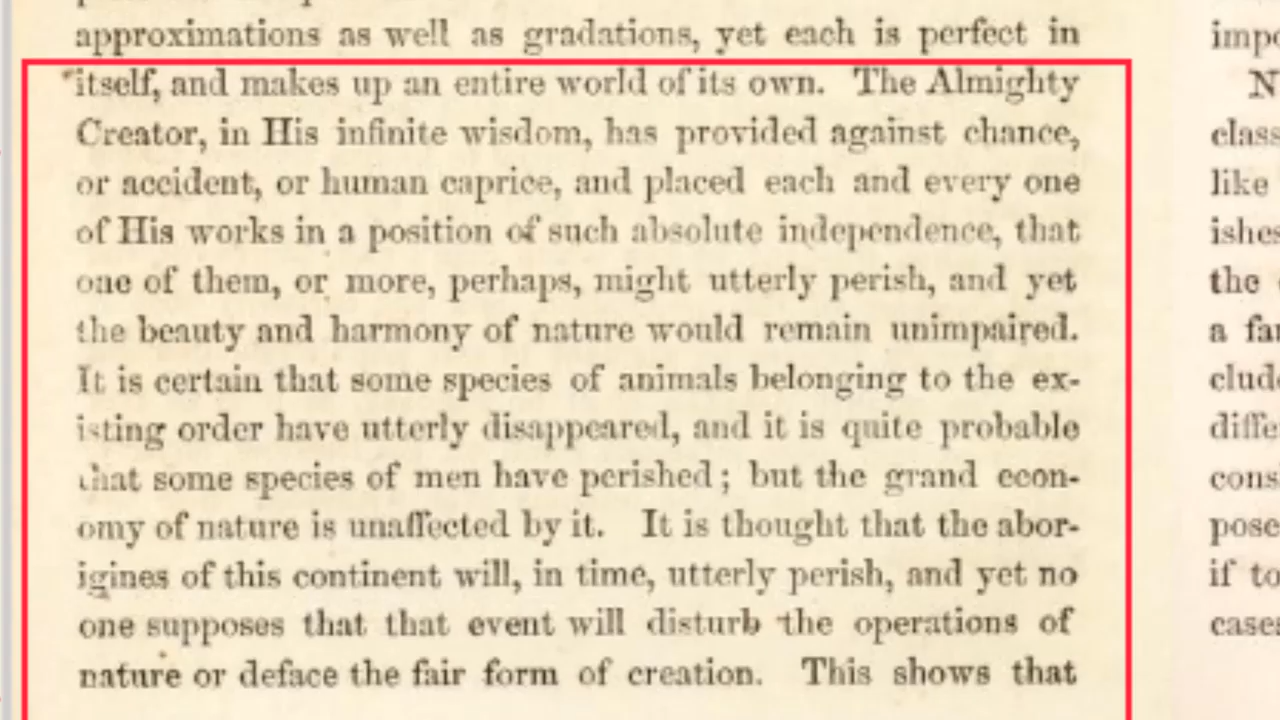 approximations as well as gradations, yet each is perfect in
itself, and makes up an entire world of its own. The Almighty
Creator, in His infinite wisdom, has provided against chance,
or accident, or human caprice, and placed each and every one
of His works in a position of such absolute independence, that
one of them, or more, perhaps, might utterly perish, and yet
the beauty and harmony of nature would remain unimpaired.
It is certain that some species of animals belonging to the ex-
isting order have utterly disappeared, and it is quite probable
that some species of men have perished; but the grand econ-
omy of nature is unaffected by it. It is thought that the abor-
igines of this continent will, in time, utterly perish, and yet no
one supposes that that event will disturb the operations of
nature or deface the fair form of creation. This shows that
like
the
a
if to